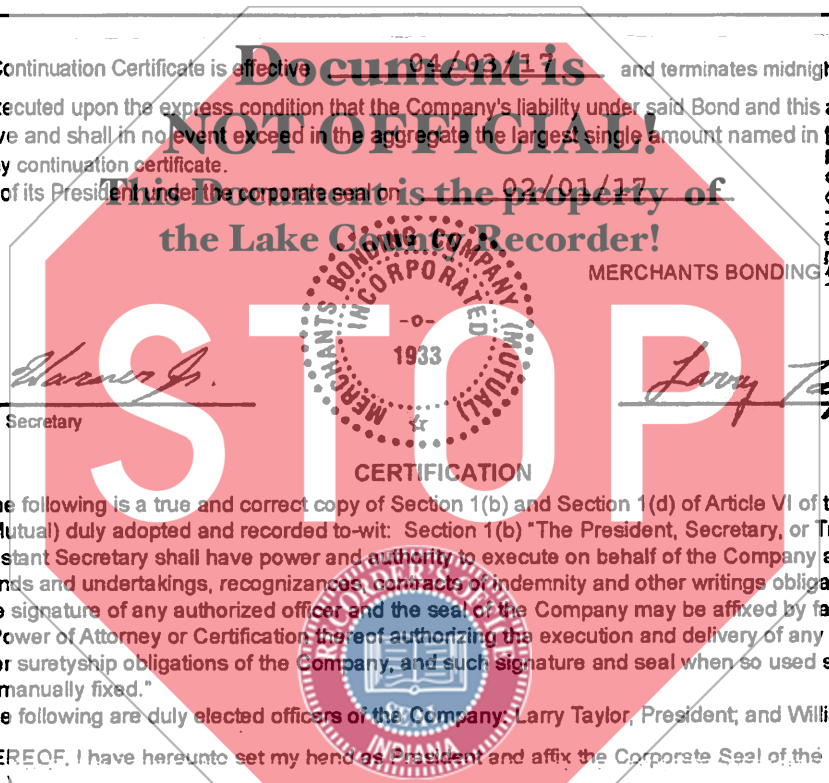 Document is
Continuation Certificate is effective 04/03/17 and terminates midnight
NOT OFFICIAL!
executed upon the express condition that the Company's liability under said Bond and this a
ve and shall in no event exceed in the aggregate the largest single amount named in
y continuation certificate.
This Document is the property of
of its President under the corporate seal on 02/01/17
the Lake County Recorder!
MERCHANTS BONDING COMPANY (MUTUAL)
INCORPORATED
-o-
1933
MERCHANTS BONDING
STOP
Warner Jr.
Larry Ta
Secretary
CERTIFICATION
e following is a true and correct copy of Section 1(b) and Section 1(d) of Article VI of t
Mutual) duly adopted and recorded to-wit: Section 1(b) "The President, Secretary, or Tr
stant Secretary shall have power and authority to execute on behalf of the Company a
nds and undertakings, recognizances, contracts of indemnity and other writings obliga
e signature of any authorized officer and the seal of the Company may be affixed by fa
Power of Attorney or Certification thereof authorizing the execution and delivery of any
r suretyship obligations of the Company, and such signature and seal when so used s
manually fixed."
e following are duly elected officers of the Company: Larry Taylor, President; and Willi
EREOF, I have hereunto set my hand as President and affix the Corporate Seal of the
INDIANA